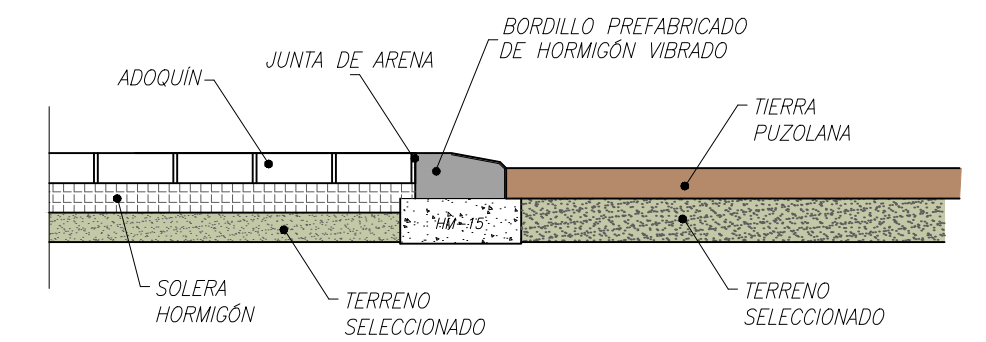 BORDILLO PREFABRICADO
DE HORMIGÓN VIBRADO
JUNTA DE ARENA
ADOQUÍN
TIERRA
PUZOLANA
HM-15
SOLERA
HORMIGÓN
TERRENO
SELECCIONADO
TERRENO
SELECCIONADO